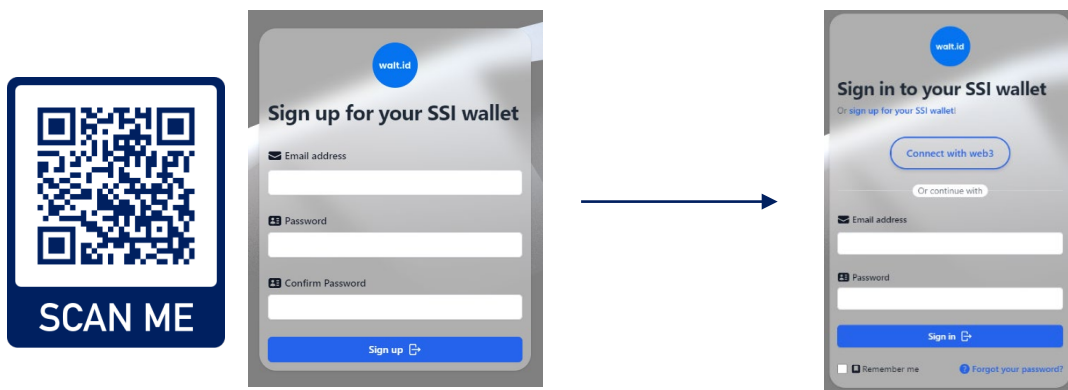 SCAN ME
walt.id
Sign up for your SSI wallet
Email address
Password
Confirm Password
Sign up
walt.id
Sign in to your SSI wallet
Or sign up for your SSI wallet!
Connect with web3
Or continue with
Email address
Password
Sign in
Remember me
Forgot your password?